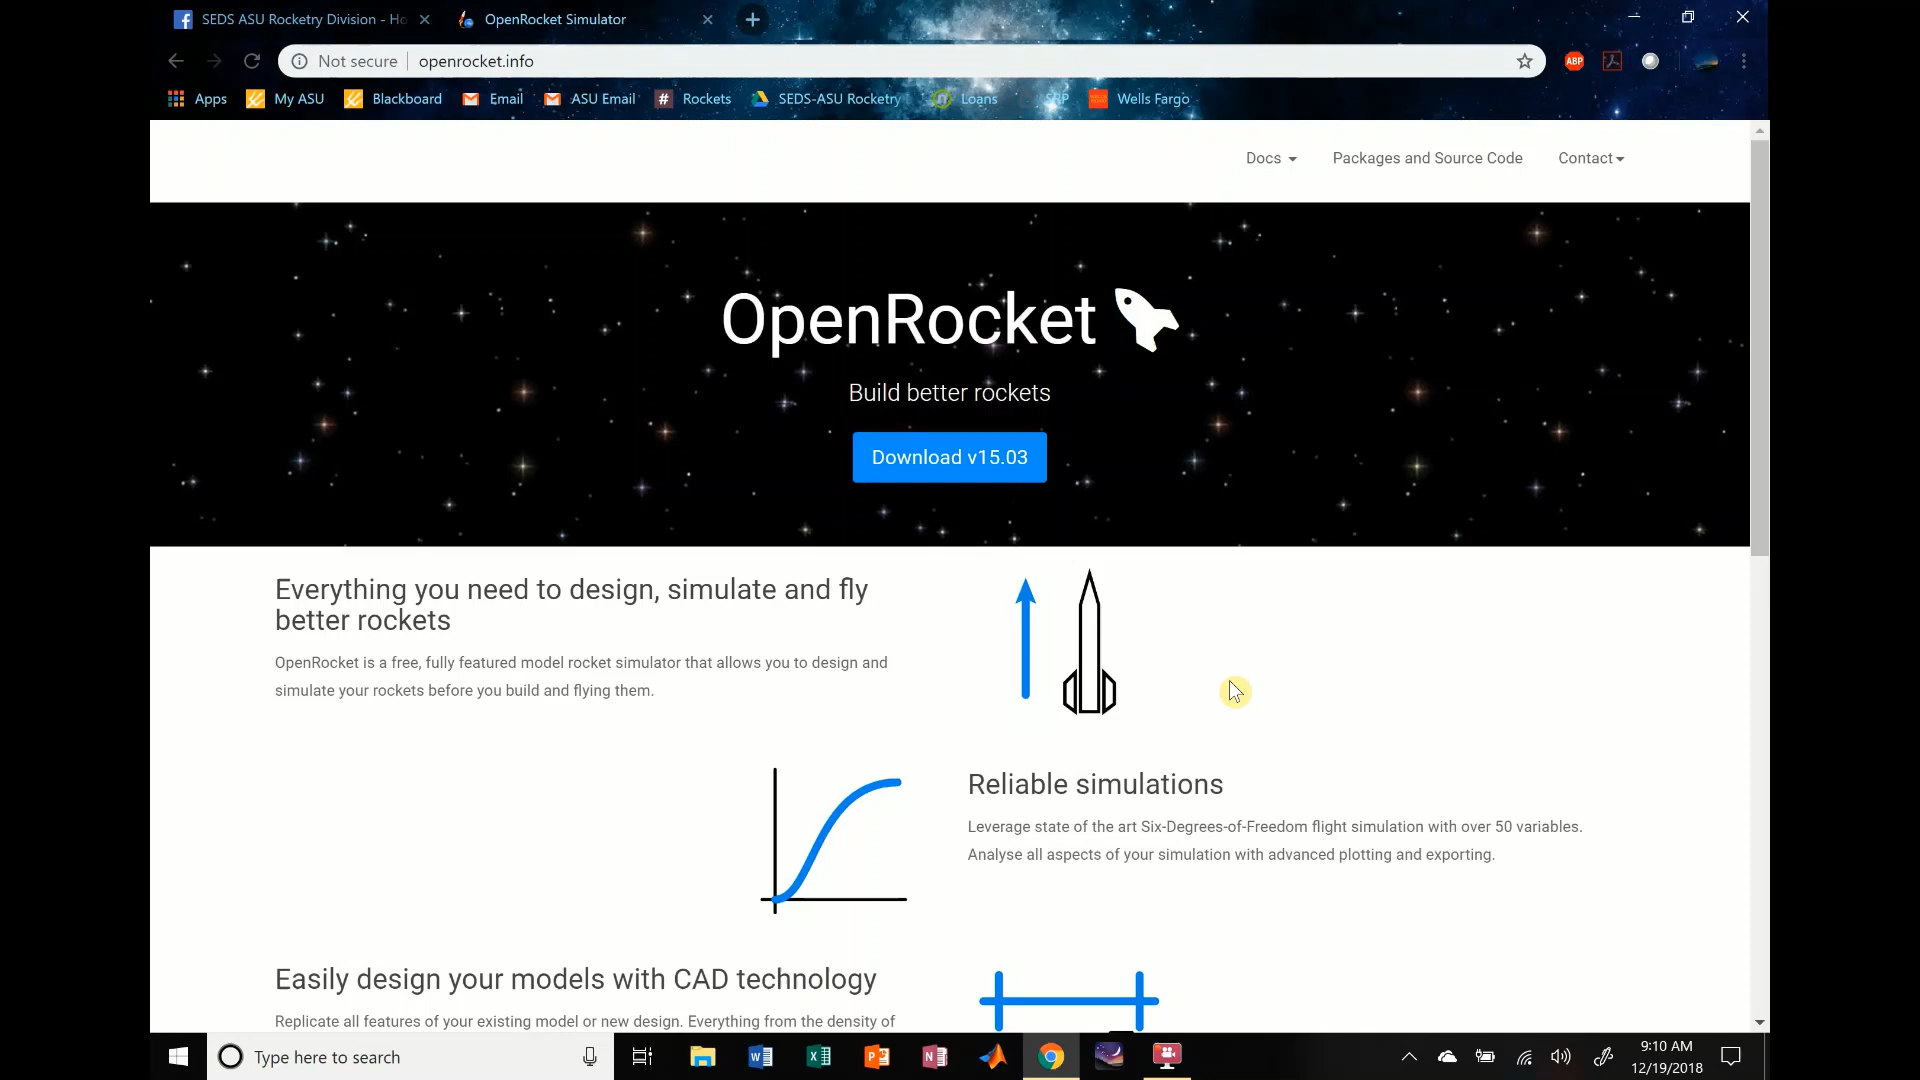 SEDS ASU Rocketry Division - Ho
OpenRocket Simulator
Not secure openrocket.info
ABP
Apps My ASU Blackboard Email ASU Email Rockets SEDS-ASU Rocketry Loans SRP Wells Fargo
Docs Packages and Source Code Contact
OpenRocket
Build better rockets
Download v15.03
Everything you need to design, simulate and fly
better rockets
OpenRocket is a free, fully featured model rocket simulator that allows you to design and
simulate your rockets before you build and flying them.
Reliable simulations
Leverage state of the art Six-Degrees-of-Freedom flight simulation with over 50 variables.
Analyse all aspects of your simulation with advanced plotting and exporting.
Easily design your models with CAD technology
Replicate all features of your existing model or new design. Everything from the density of
Type here to search
9:10 AM
12/19/2018